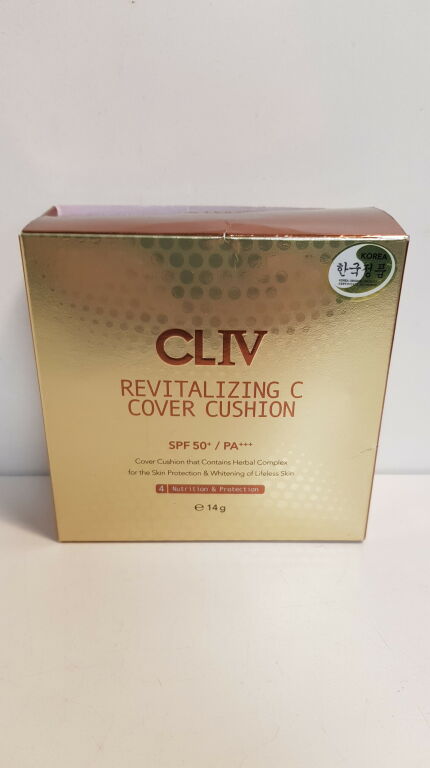 KOREA
한국정품
CLIV
REVITALIZING C
COVER CUSHION
SPF 50+ / PA+++
Cover Cushion that Contains Herbal Complex
for the Skin Protection & Whitening of Lifeless Skin
4 Nutrition & Protection
℮ 14g